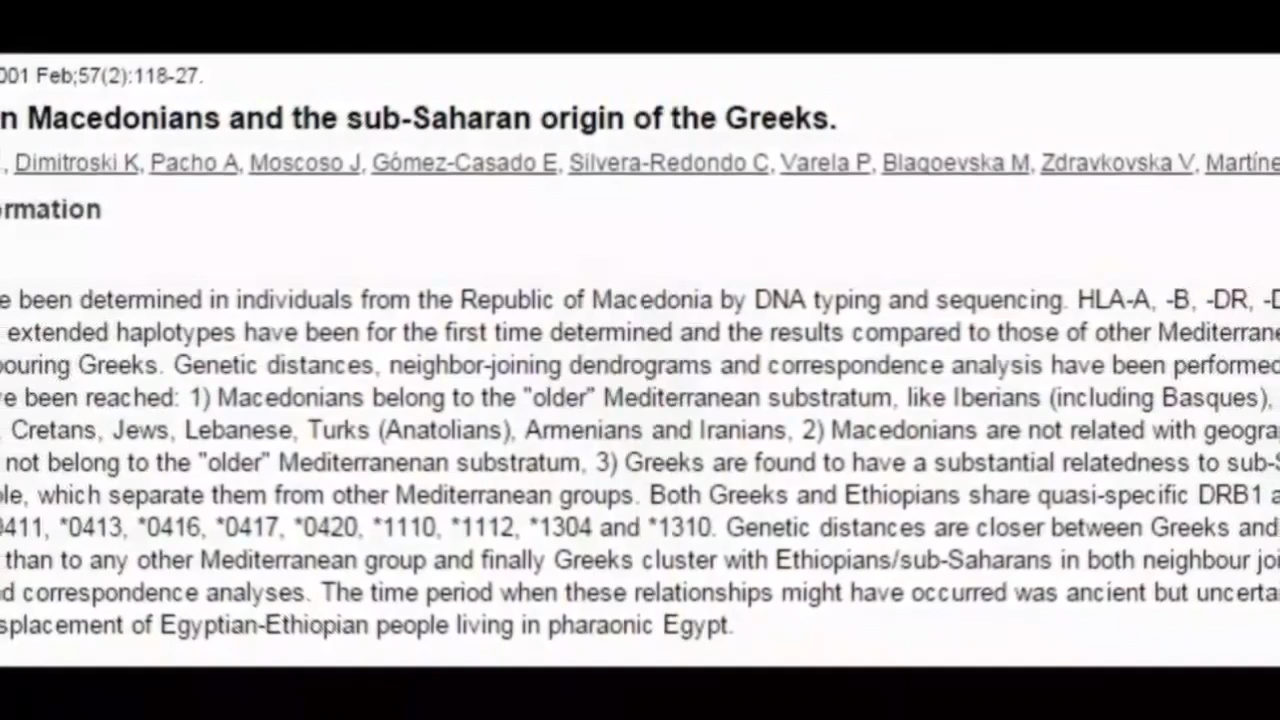 001 Feb;57(2):118-27.
n Macedonians and the sub-Saharan origin of the Greeks.
, Dimitroski K, Pacho A, Moscoso J, Gómez-Casado E, Silvera-Redondo C, Varela P, Blagoevska M, Zdravkovska V, Martíne
ormation
e been determined in individuals from the Republic of Macedonia by DNA typing and sequencing. HLA-A, -B, -DR, -D
extended haplotypes have been for the first time determined and the results compared to those of other Mediterrane
bouring Greeks. Genetic distances, neighbor-joining dendrograms and correspondence analysis have been performed
ve been reached: 1) Macedonians belong to the "older" Mediterranean substratum, like Iberians (including Basques),
, Cretans, Jews, Lebanese, Turks (Anatolians), Armenians and Iranians, 2) Macedonians are not related with geogra
not belong to the "older" Mediterranenan substratum, 3) Greeks are found to have a substantial relatedness to sub-S
ple, which separate them from other Mediterranean groups. Both Greeks and Ethiopians share quasi-specific DRB1 a
0411, *0413, *0416, *0417, *0420, *1110, *1112, *1304 and *1310. Genetic distances are closer between Greeks and
than to any other Mediterranean group and finally Greeks cluster with Ethiopians/sub-Saharans in both neighbour joi
d correspondence analyses. The time period when these relationships might have occurred was ancient but uncerta
splacement of Egyptian-Ethiopian people living in pharaonic Egypt.